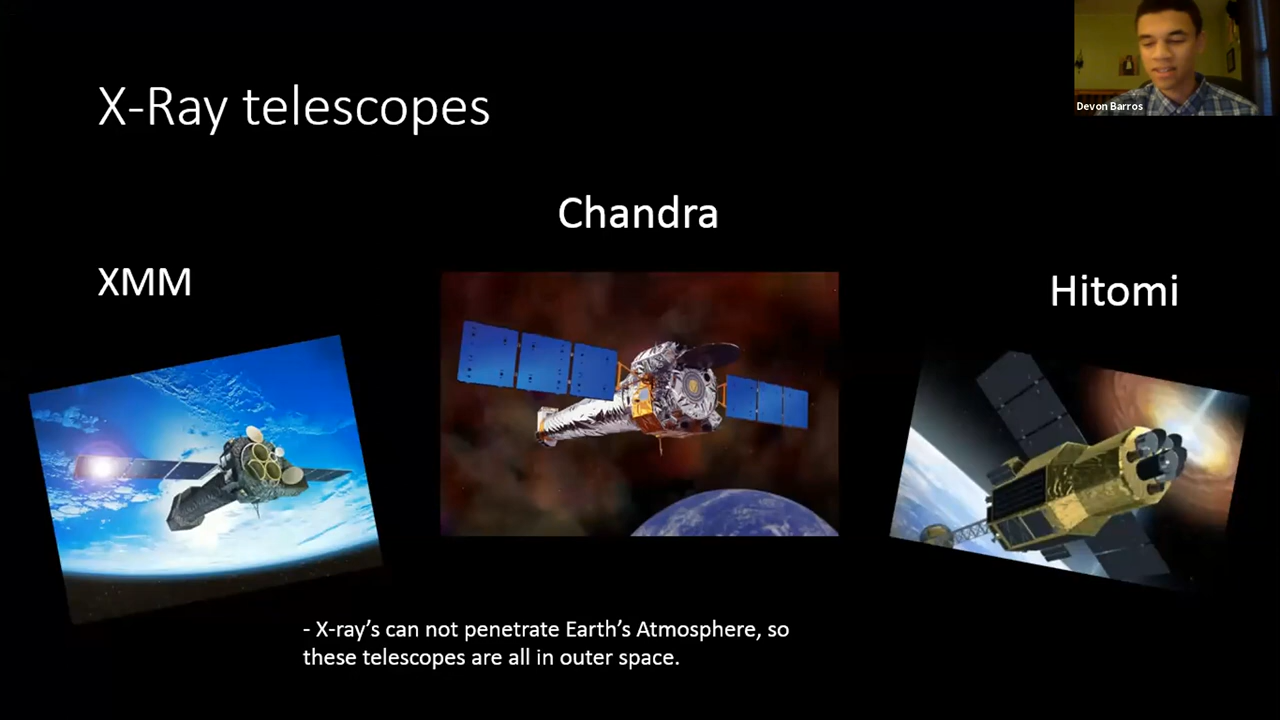 X-Ray telescopes
Devon Barros
Chandra
XMM
Hitomi
- X-ray's can not penetrate Earth's Atmosphere, so
these telescopes are all in outer space.